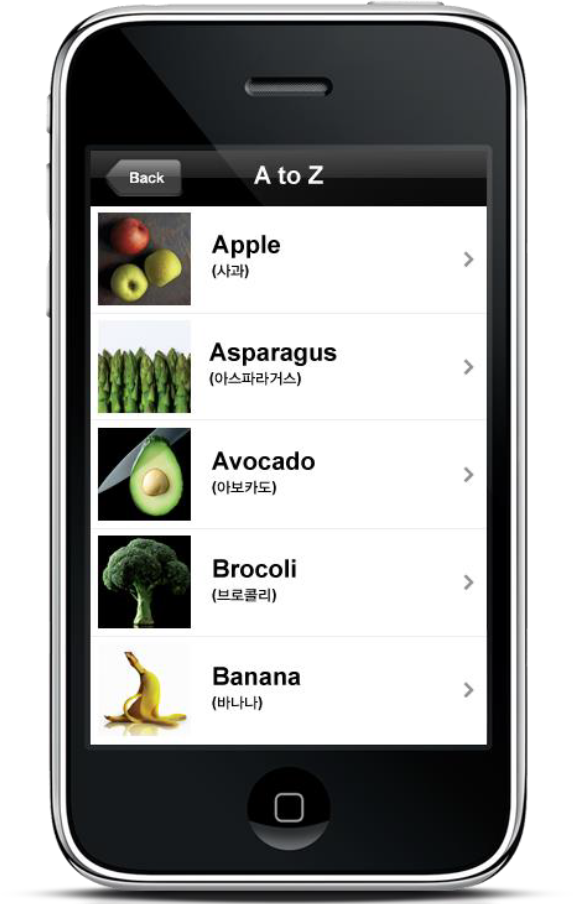 Back
A to Z
Apple
(사과)
Asparagus
(아스파라거스)
Avocado
(아보카도)
Brocoli
(브로콜리)
Banana
(바나나)